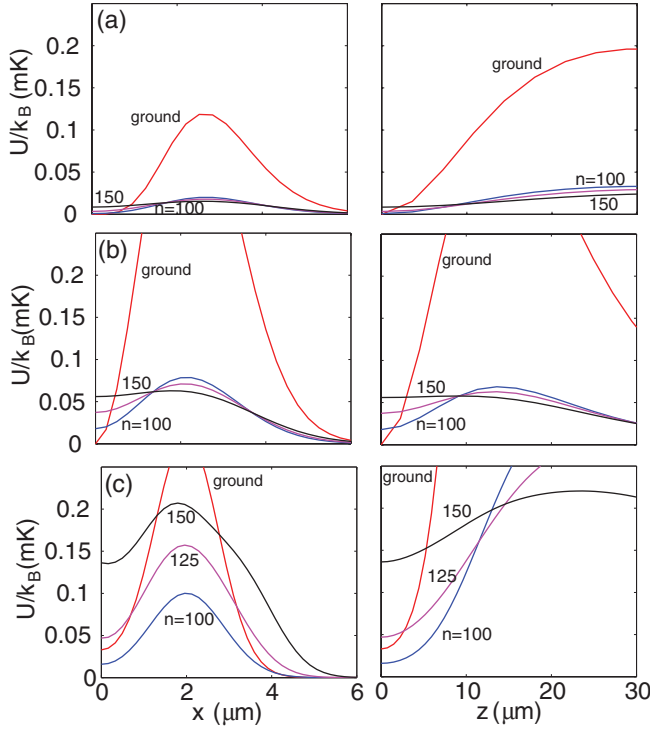 (a)
U/k_B (mK)
0.2
0.15
0.1
0.05
0
ground
150
n=100
ground
n=100
150
(b)
U/k_B(mK)
0.2
0.15
0.1
0.05
0
ground
150
n=100
ground
150
n=100
(c)
U/k_B(mK)
0.2
0.15
0.1
0.05
0
ground
150
125
n=100
0 2 4 6
x (μm)
ground
150
125
n=100
0 10 20 30
z (μm)